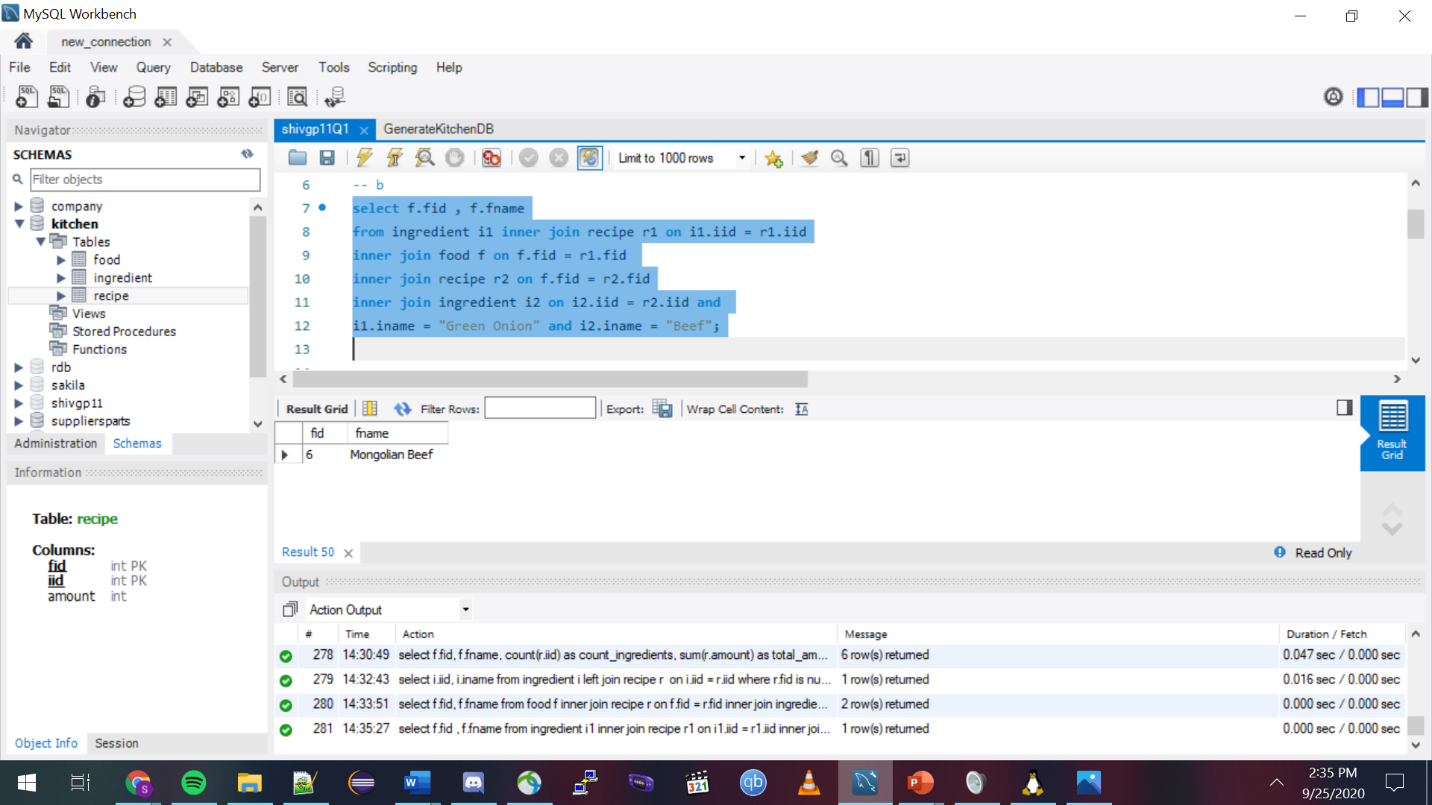 MySQL Workbench
new_connection
File Edit View Query Database Server Tools Scripting Help
Navigator
SCHEMAS
Filter objects
company
kitchen
Tables
food
ingredient
recipe
Views
Stored Procedures
Functions
rdb
sakila
shivgp11
suppliersparts
Administration Schemas
Information
Table: recipe
Columns:
fid int PK
iid int PK
amount int
Object Info Session
shivgp11Q1 GenerateKitchenDB
Limit to 1000 rows
6 -- b
7 select f.fid , f.fname
8 from ingredient i1 inner join recipe r1 on i1.iid = r1.iid
9 inner join food f on f.fid = r1.fid
10 inner join recipe r2 on f.fid = r2.fid
11 inner join ingredient i2 on i2.iid = r2.iid and
12 i1.iname = "Green Onion" and i2.iname = "Beef";
13
Result Grid Filter Rows: Export: Wrap Cell Content:
fid fname
6 Mongolian Beef
Result Grid
Result 50
Read Only
Output
Action Output
# Time Action Message Duration / Fetch
278 14:30:49 select f.fid, f.fname, count(r.iid) as count_ingredients, sum(r.amount) as total_am... 6 row(s) returned 0.047 sec / 0.000 sec
279 14:32:43 select i.iid, i.iname from ingredient i left join recipe r on i.iid = r.iid where r.fid is nu... 1 row(s) returned 0.016 sec / 0.000 sec
280 14:33:51 select f.fid, f.fname from food f inner join recipe r on f.fid = r.fid inner join ingredie... 2 row(s) returned 0.000 sec / 0.000 sec
281 14:35:27 select f.fid , f.fname from ingredient i1 inner join recipe r1 on i1.iid = r1.iid inner joi... 1 row(s) returned 0.000 sec / 0.000 sec
2:35 PM
9/25/2020